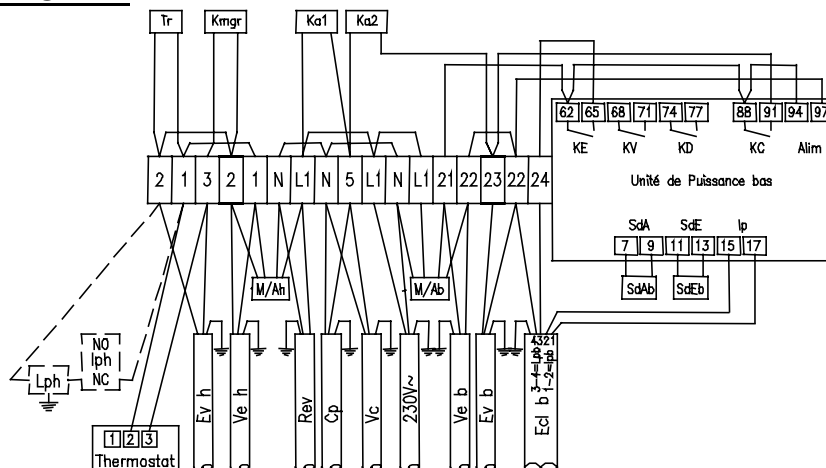 Tr Kmgr Ka1 Ka2
62 65 68 71 74 77 88 91 94 97
KE KV KD KC Alim
2 1 3 2 1 N L1 N 5 L1 N L1 21 22 23 22 24
Unité de Puissance bas
SdA SdE Ip
7 9 11 13 15 17
M/Ah M/Ab SdAb SdEb
NO
Iph
NC
Lph
4321
3-4=Lpb
1-2=Ipb
Ev h
Ve h
Rev
Cp
Vc
230V~
Ve b
Ev b
Ecl b
1 2 3
Thermostat